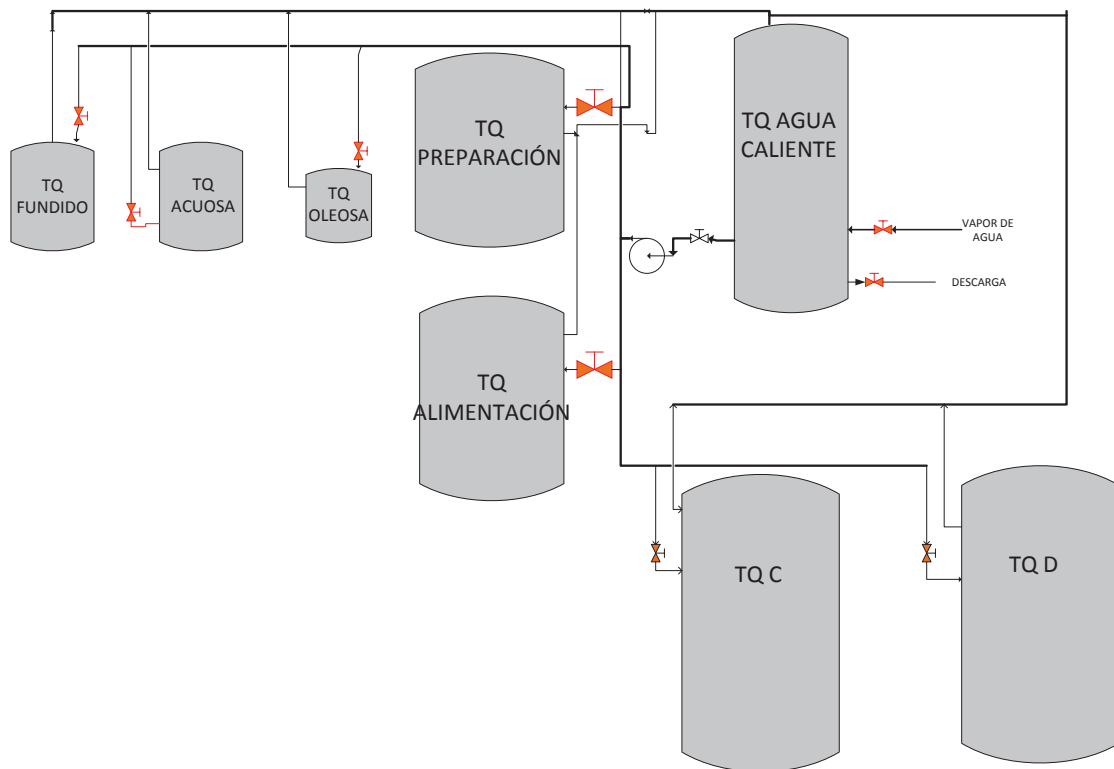 TQ
FUNDIDO
TQ
ACUOSA
TQ
OLEOSA
TQ
PREPARACIÓN
TQ AGUA
CALIENTE
VAPOR DE
AGUA
DESCARGA
TQ
ALIMENTACIÓN
TQ C
TQ D